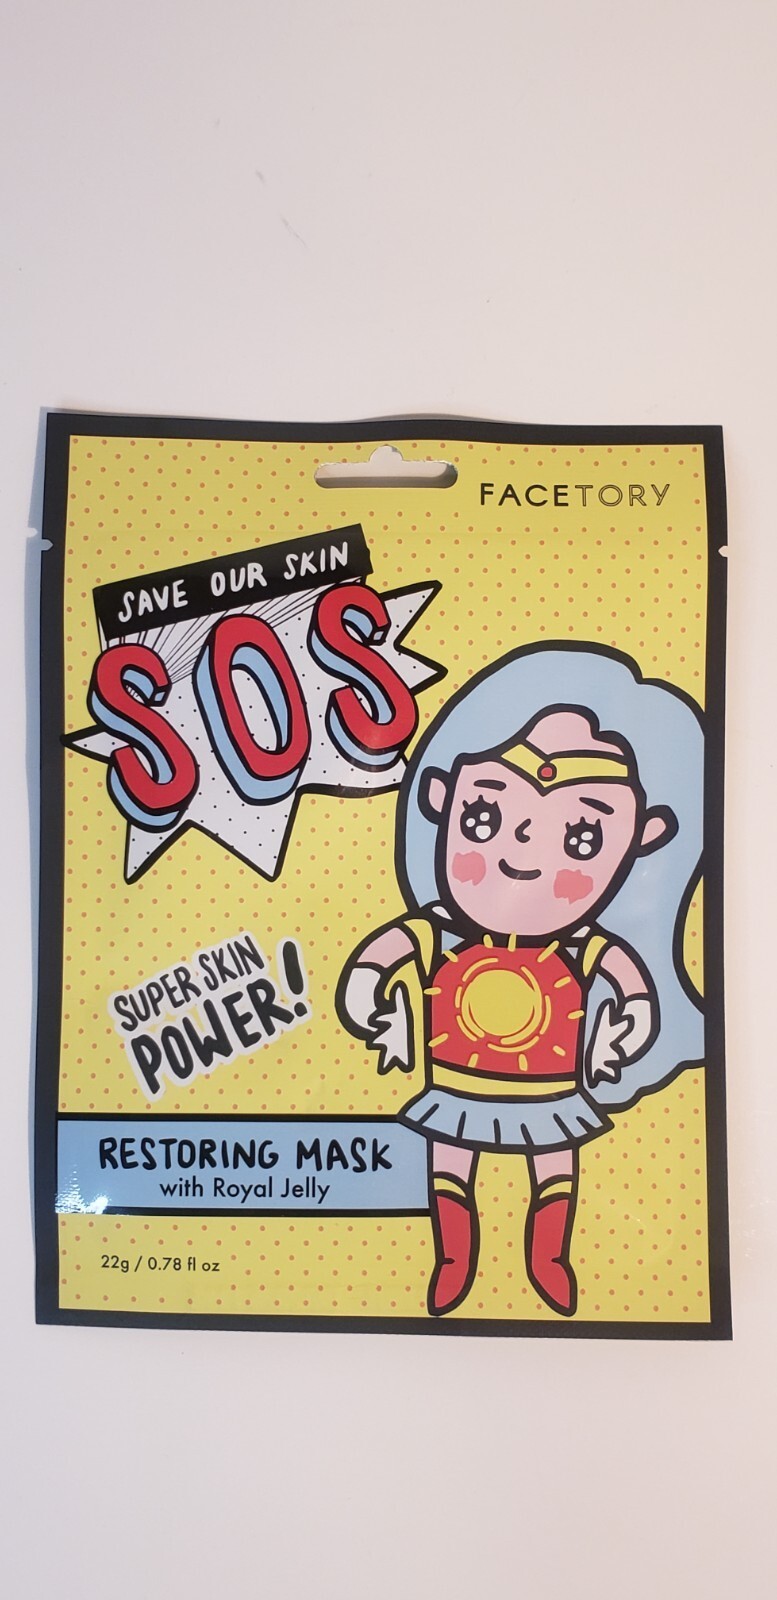 FACETORY
SAVE OUR SKIN
SOS
SUPER SKIN
POWER!
RESTORING MASK
with Royal Jelly
22g / 0.78 fl oz